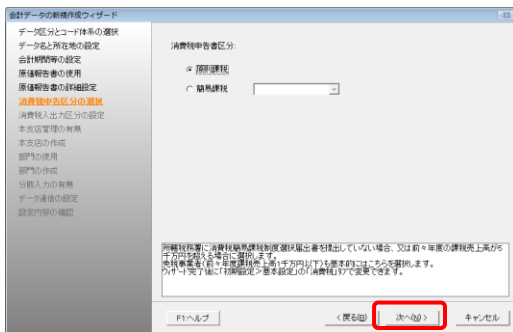 会計データの新規作成ウィザード
データ区分とコード体系の選択
データ名と所在地の設定
会計期間等の設定
原価報告書の使用
原価報告書の詳細設定
消費税申告区分の選択
消費税入出力区分の設定
本支店管理の有無
本支店の作成
部門の使用
部門の作成
分散入力の有無
データ通信の設定
設定内容の確認
消費税申告書区分:
原則課税
簡易課税
所轄税務署に消費税簡易課税制度選択届出書を提出していない場合、又は前々年度の課税売上高が5
千万円を超える場合に選択します。
免税事業者(前々年度課税売上高1千万円以下)も基本的にはこちらを選択します。
ウィザード完了後に「初期設定>基本設定」の「消費税」タブで変更できます。
F1:ヘルプ
<戻る(B)
次へ(N)>
キャンセル